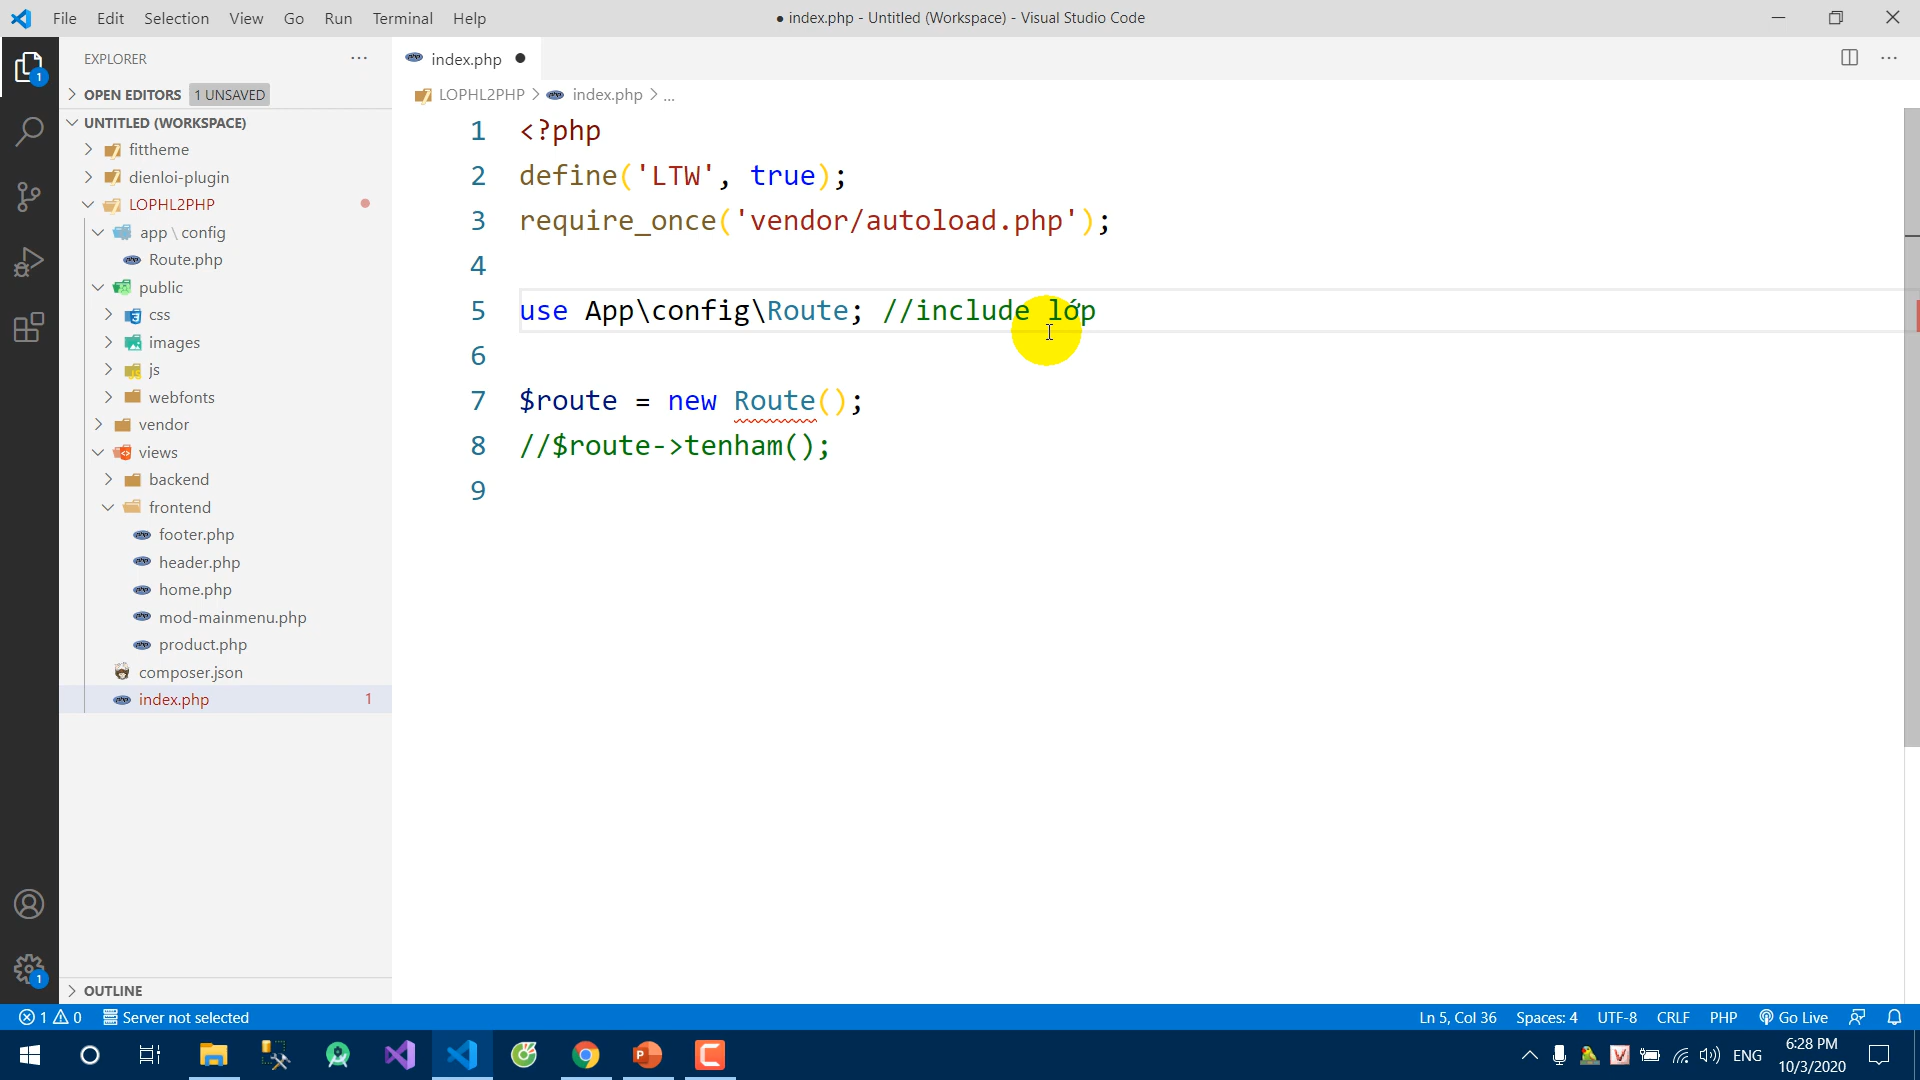 File Edit Selection View Go Run Terminal Help
● index.php - Untitled (Workspace) - Visual Studio Code
EXPLORER
OPEN EDITORS 1 UNSAVED
UNTITLED (WORKSPACE)
fittheme
dienloi-plugin
LOPHL2PHP
app \ config
Route.php
public
css
images
js
webfonts
vendor
views
backend
frontend
footer.php
header.php
home.php
mod-mainmenu.php
product.php
composer.json
index.php 1
OUTLINE
index.php ●
LOPHL2PHP > index.php > ...
1 <?php
2 define('LTW', true);
3 require_once('vendor/autoload.php');
4
5 use App\config\Route; //include lớp
6
7 $route = new Route();
8 //$route->tenham();
9
1
1
1 0 Server not selected
Ln 5, Col 36 Spaces: 4 UTF-8 CRLF PHP Go Live
ENG
6:28 PM
10/3/2020